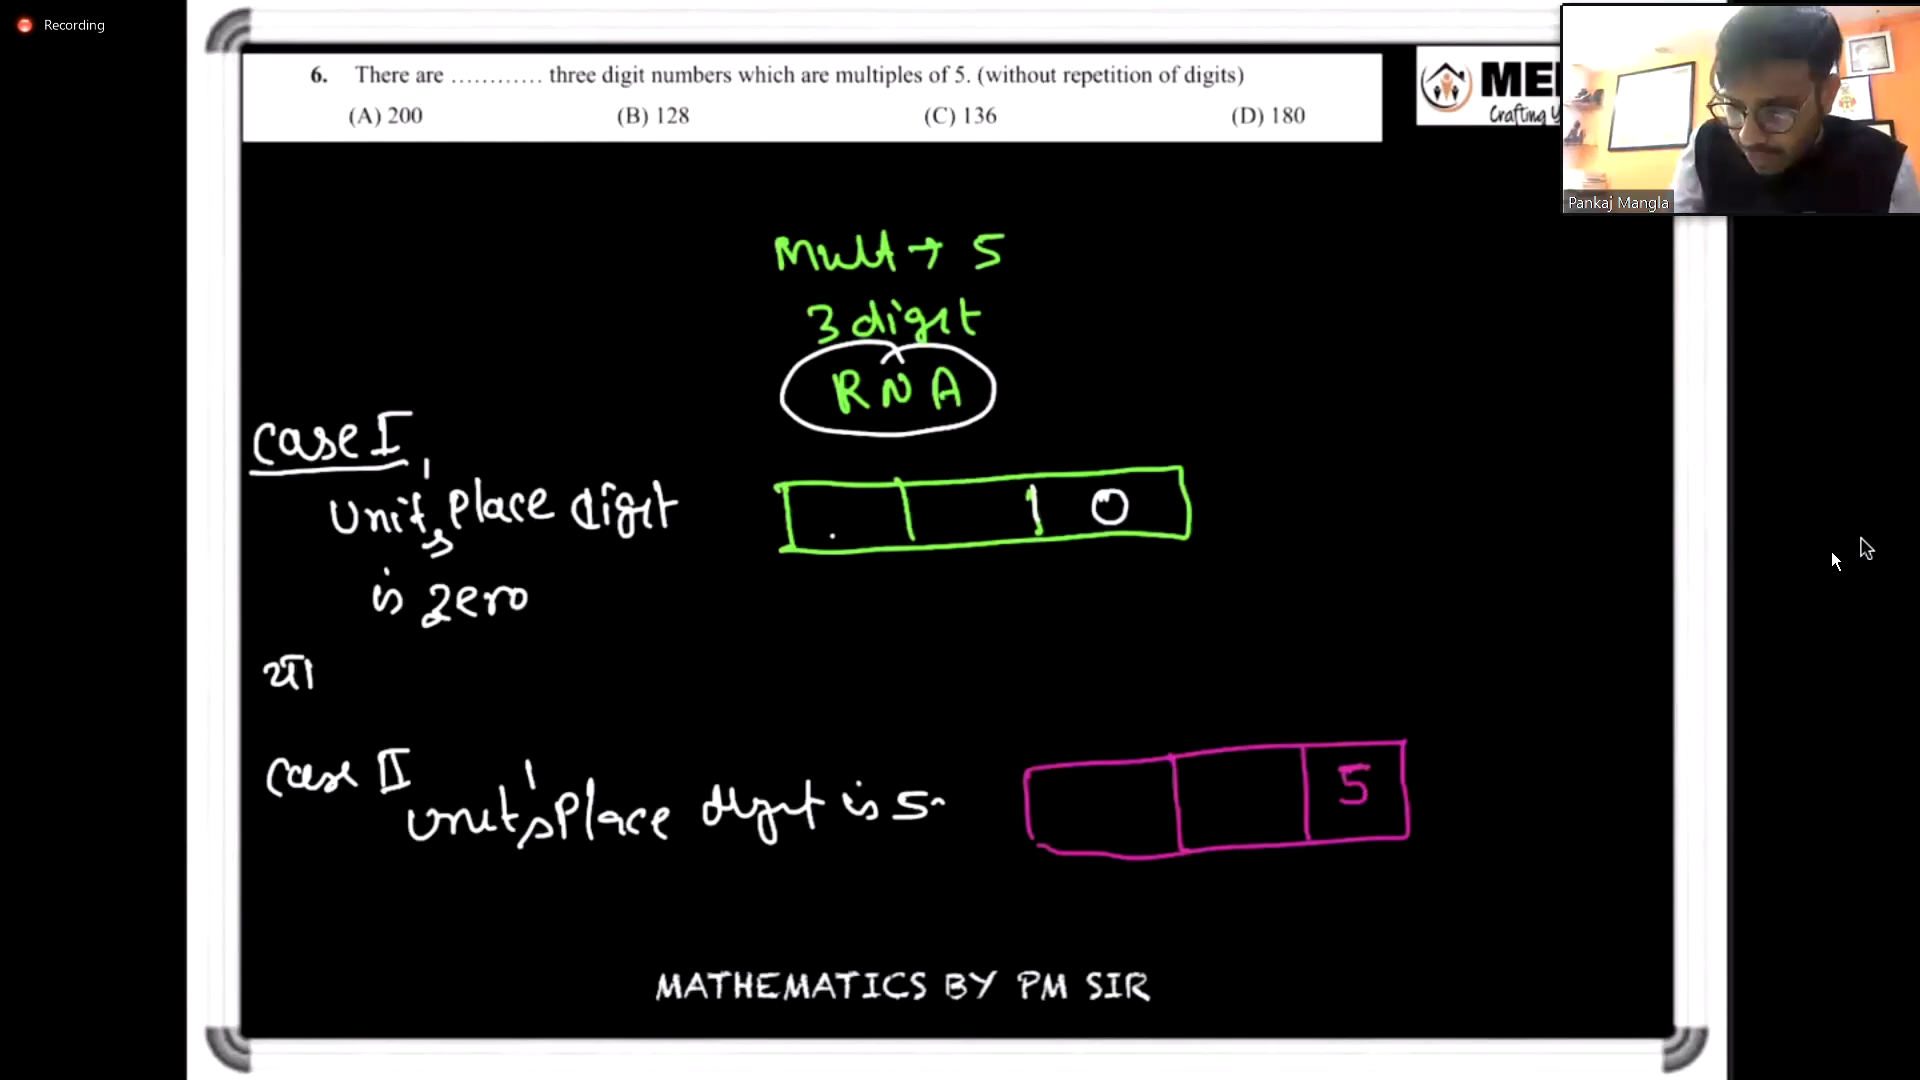 Recording
6. There are ............ three digit numbers which are multiples of 5. (without repetition of digits)
(A) 200 (B) 128 (C) 136 (D) 180
Crafting
Pankaj Mangla
Mult → 5
3 digit
R N A
Case I
Unit's place digit
0
is zero
या
Case II
Unit's place digit is 5
5
MATHEMATICS BY PM SIR